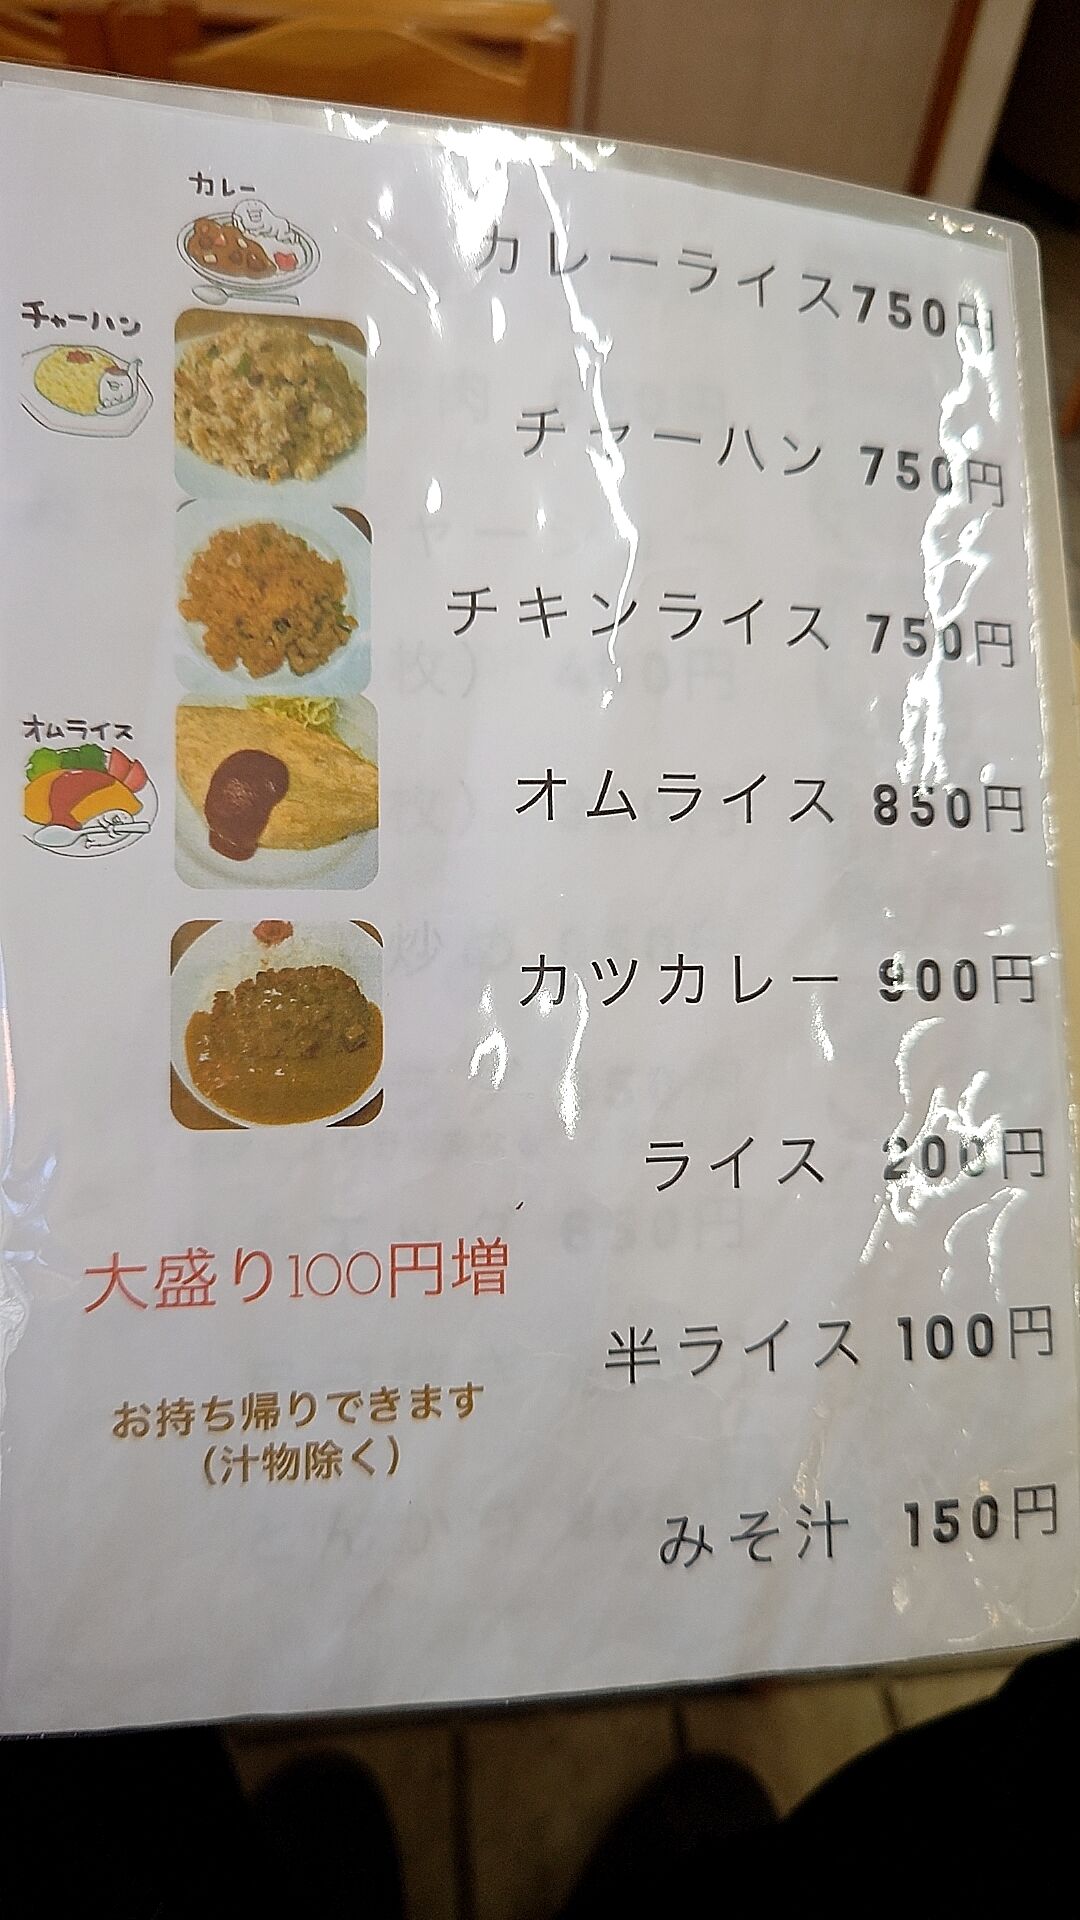 カレー
カレーライス 750円
チャーハン
チャーハン 750円
チキンライス 750円
オムライス
オムライス 850円
カツカレー 900円
ライス 200円
大盛り100円増
半ライス 100円
お持ち帰りできます
（汁物除く）
みそ汁 150円